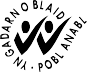 YN GADARN O BLAID
POBL ANABL